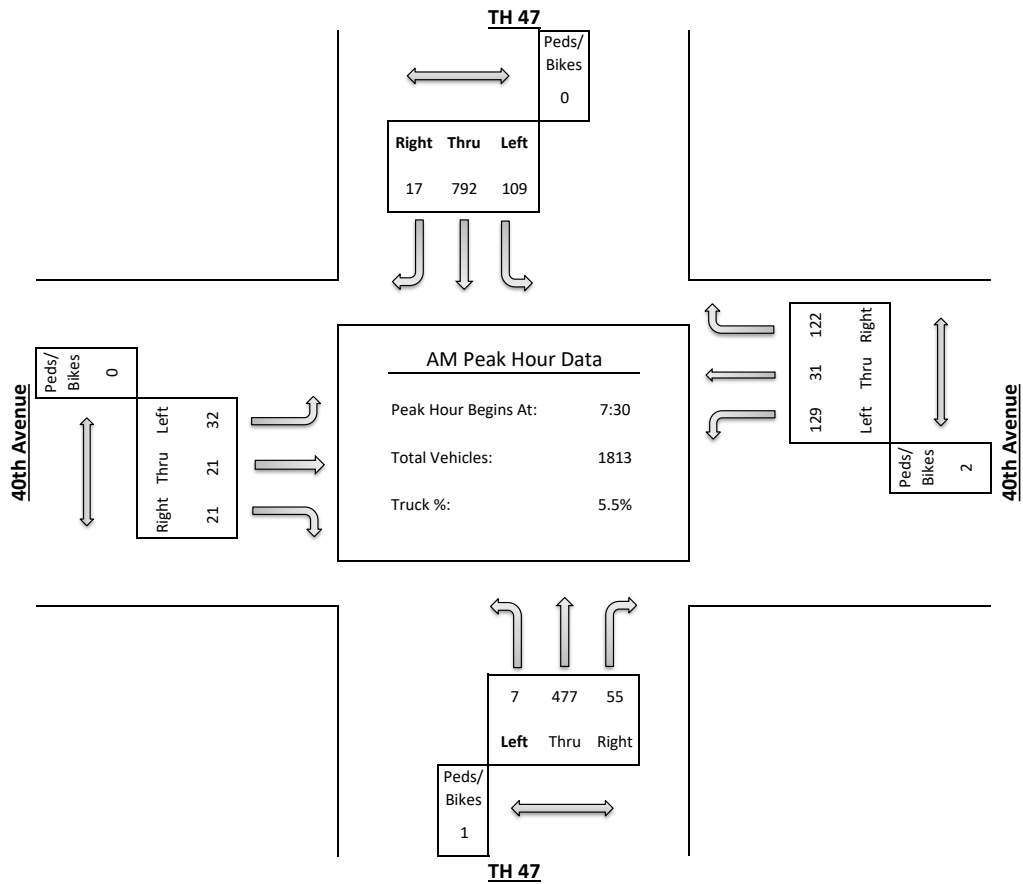 TH 47
Peds/
Bikes
0
Right Thru Left
17 792 109
40th Avenue
Peds/
Bikes
0
Left 32
Thru 21
Right 21
AM Peak Hour Data
Peak Hour Begins At: 7:30
Total Vehicles: 1813
Truck %: 5.5%
122 Right
31 Thru
129 Left
Peds/
Bikes
2
40th Avenue
7 477 55
Left Thru Right
Peds/
Bikes
1
TH 47